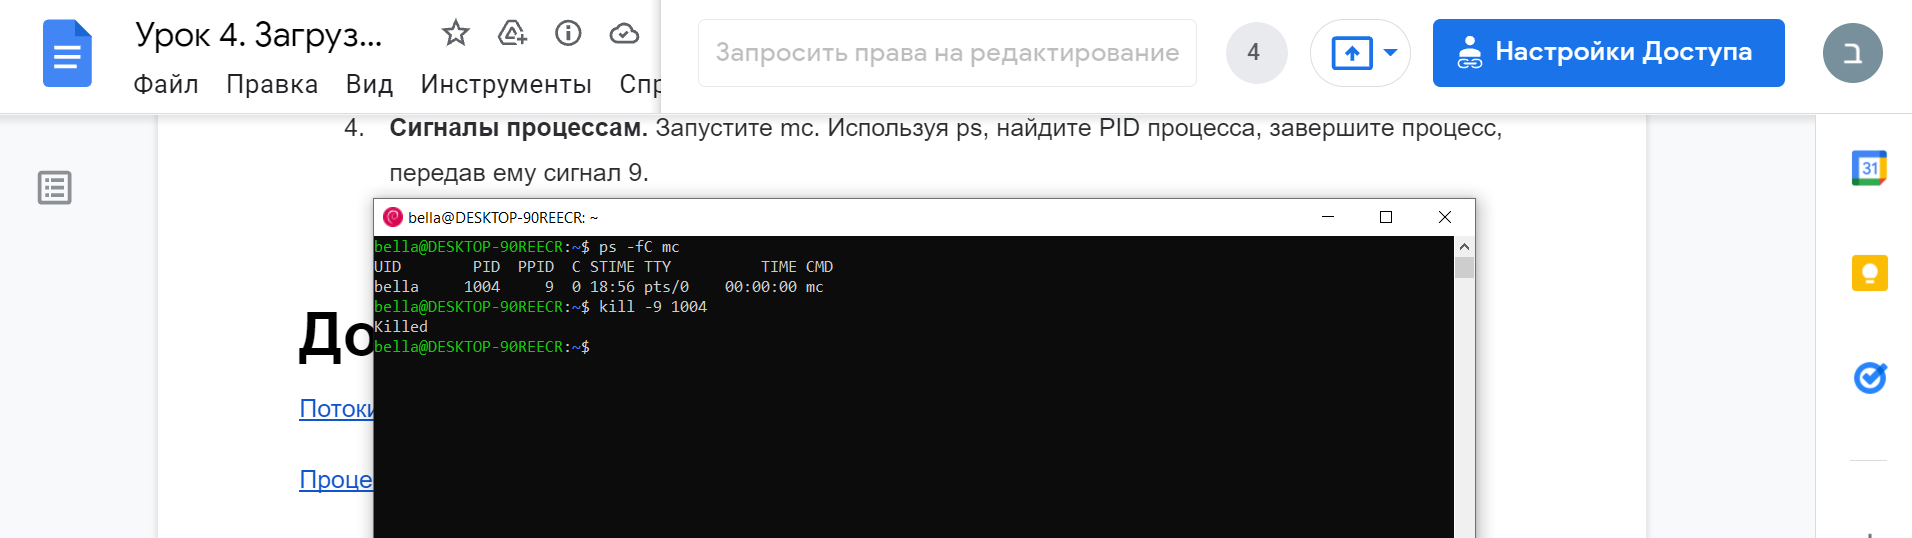 Урок 4. Загруз...
Файл Правка Вид Инструменты Спр
Запросить права на редактирование
4
Настройки Доступа
ב
4. Сигналы процессам. Запустите mc. Используя ps, найдите PID процесса, завершите процесс,
передав ему сигнал 9.
31
bella@DESKTOP-90REECR: ~
bella@DESKTOP-90REECR:~$ ps -fC mc
UID PID PPID C STIME TTY TIME CMD
bella 1004 9 0 18:56 pts/0 00:00:00 mc
bella@DESKTOP-90REECR:~$ kill -9 1004
Killed
bella@DESKTOP-90REECR:~$
До
Потоки
Проце